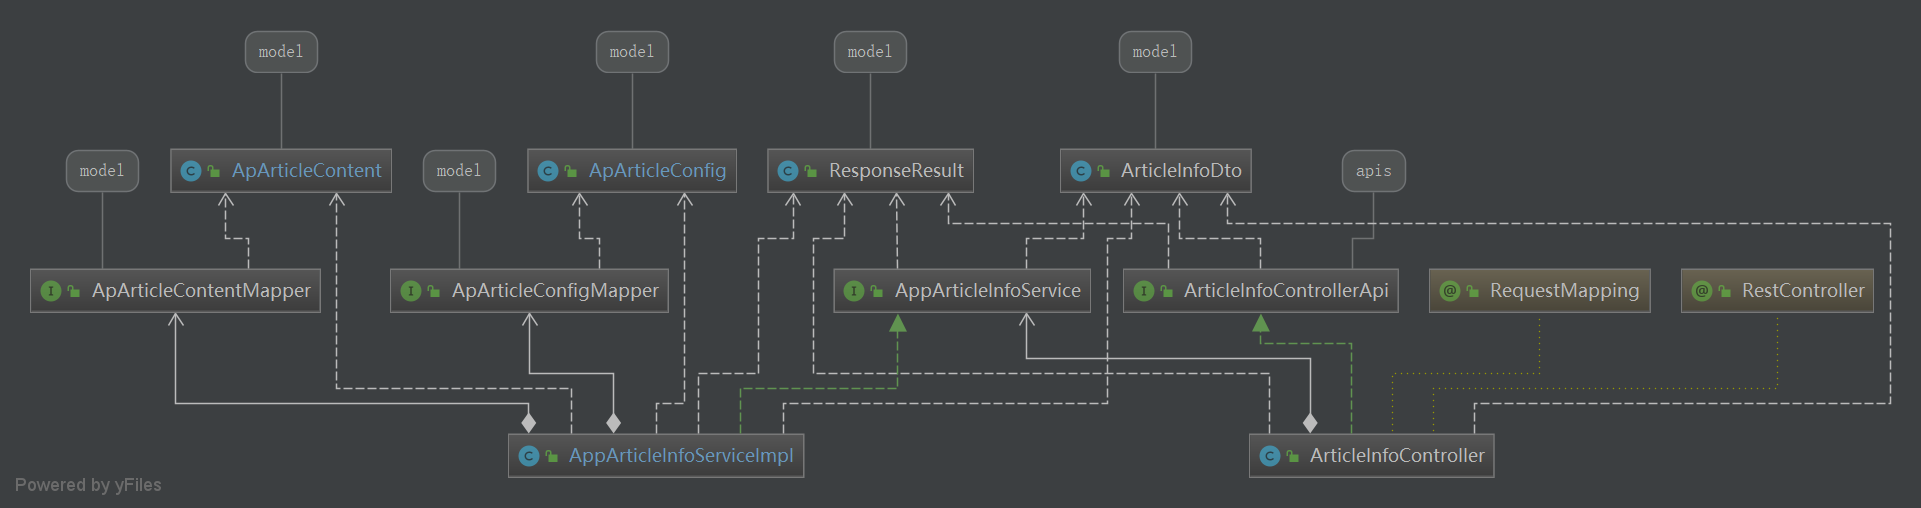 model
model
model
model
model
ApArticleContent
model
ApArticleConfig
ResponseResult
ArticleInfoDto
apis
ApArticleContentMapper
ApArticleConfigMapper
AppArticleInfoService
ArticleInfoControllerApi
RequestMapping
RestController
AppArticleInfoServiceImpl
ArticleInfoController
Powered by yFiles